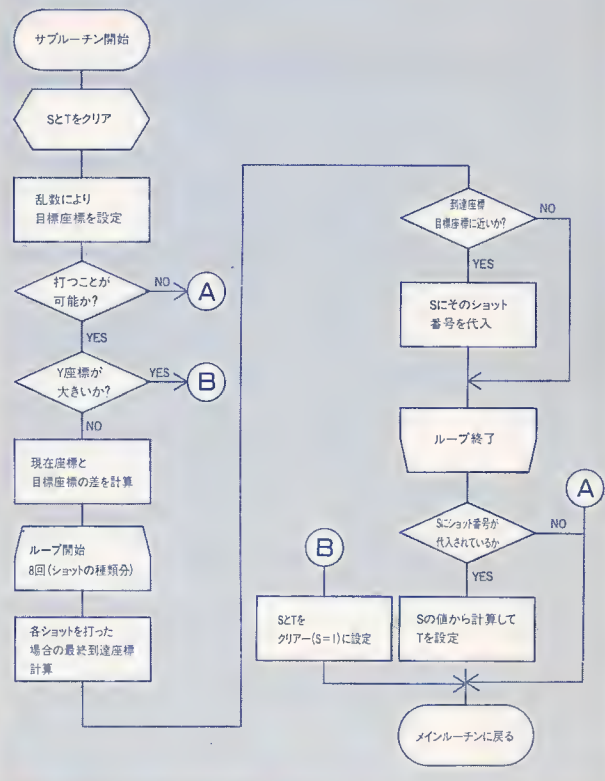 サブルーチン開始
SとTをクリア
乱数により
目標座標を設定
打つことが
可能か?
NO
A
YES
Y座標が
大きいか?
YES
B
NO
現在座標と
目標座標の差を計算
ループ開始
8回(ショットの種類分)
各ショットを打った
場合の最終到達座標
計算
到達座標
目標座標に近いか?
NO
YES
Sにそのショット
番号を代入
ループ終了
A
Sにショット番号が
代入されているか
NO
YES
B
SとTを
クリアー(S=1)に設定
Sの値から計算して
Tを設定
メインルーチンに戻る